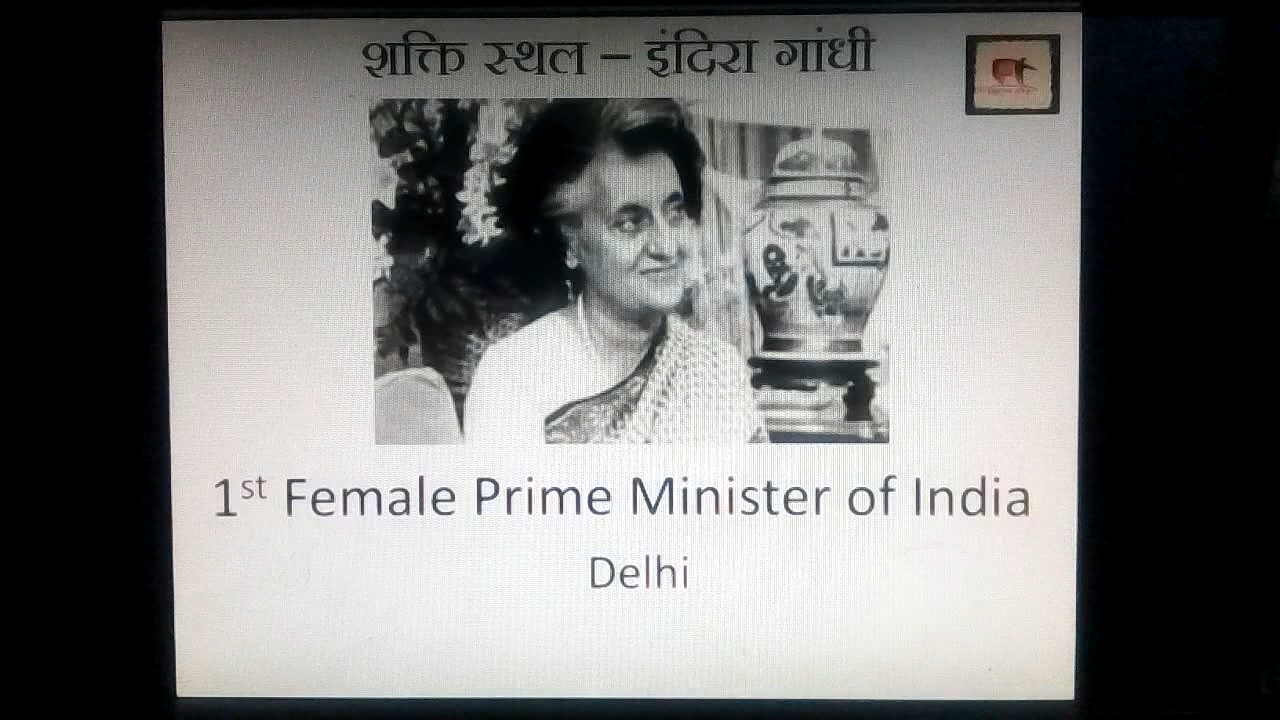 शक्ति स्थल – इंदिरा गांधी
1st Female Prime Minister of India
Delhi